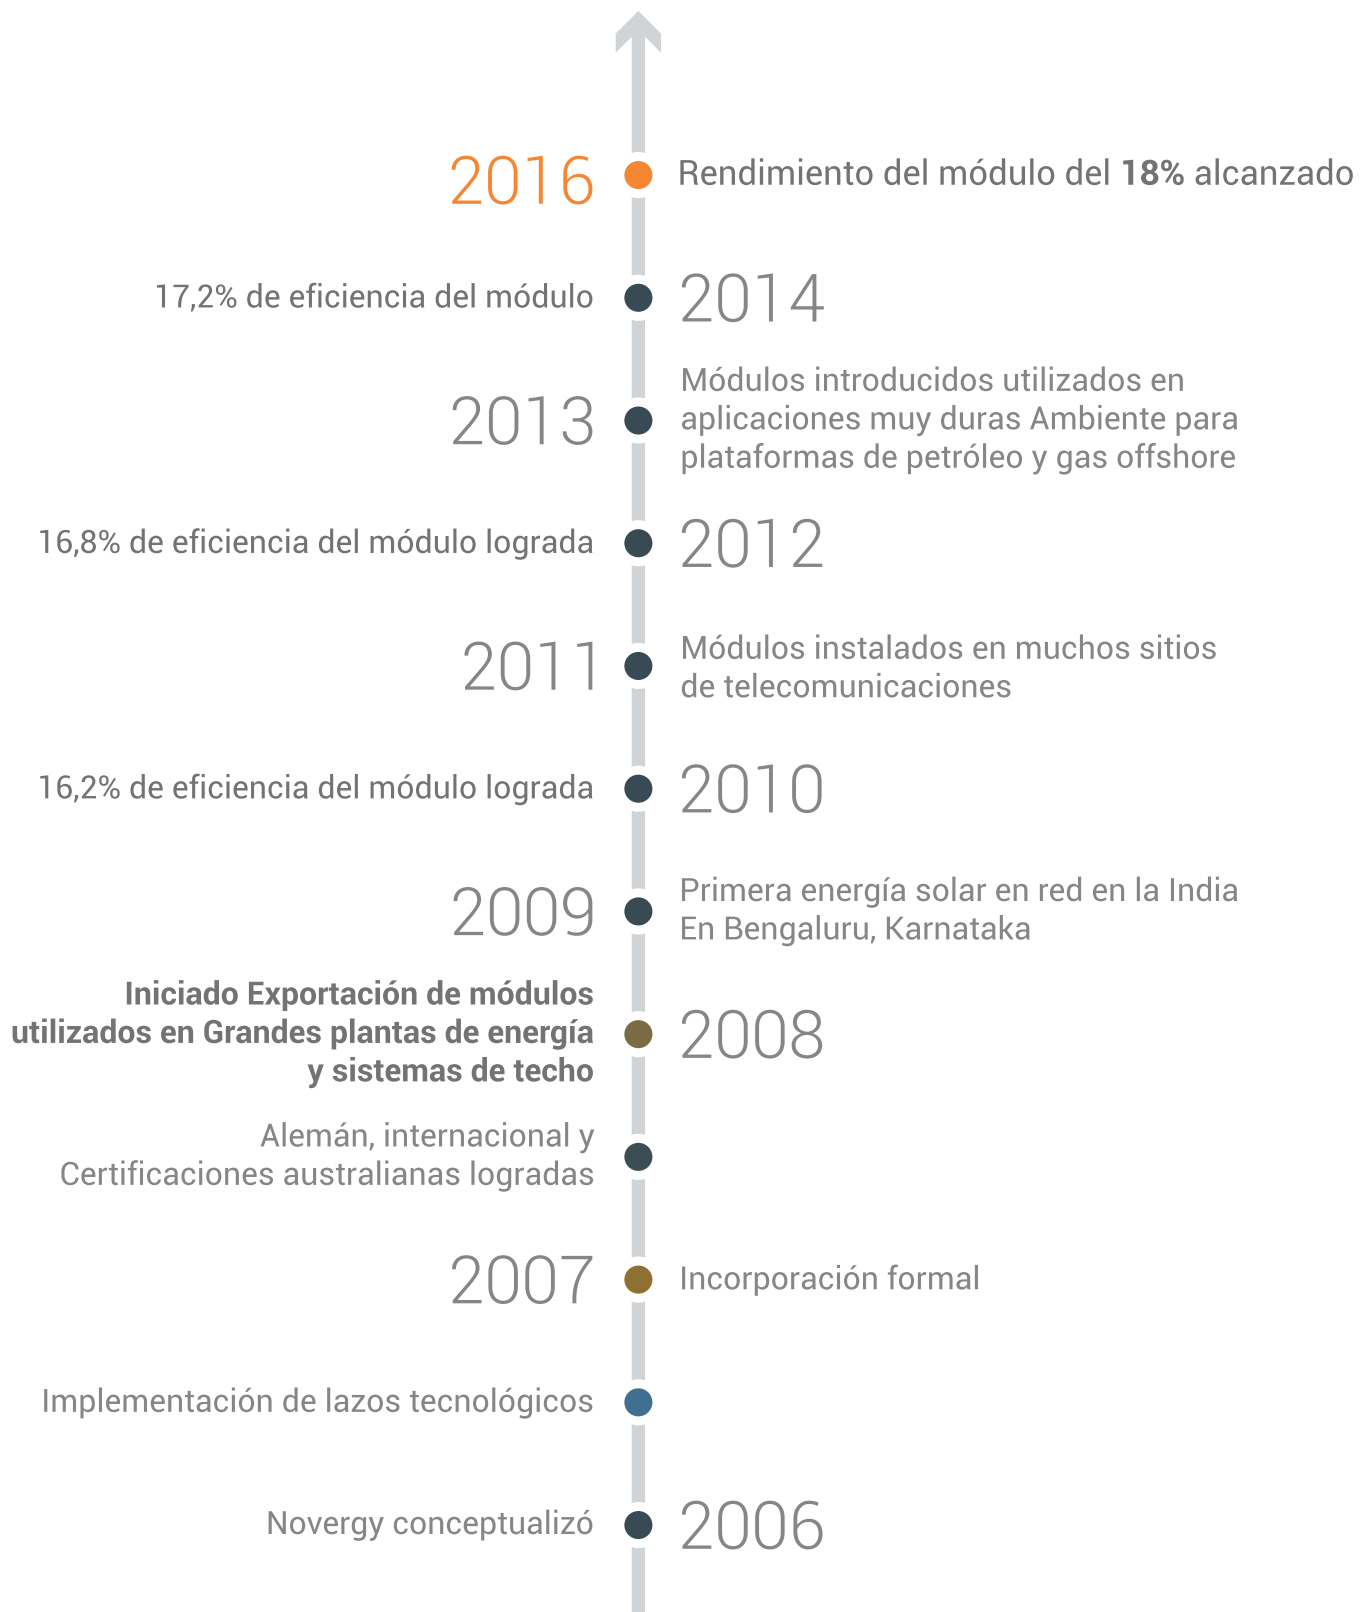 2016
Rendimiento del módulo del 18% alcanzado
17,2% de eficiencia del módulo
2014
2013
Módulos introducidos utilizados en
aplicaciones muy duras Ambiente para
plataformas de petróleo y gas offshore
16,8% de eficiencia del módulo lograda
2012
2011
Módulos instalados en muchos sitios
de telecomunicaciones
16,2% de eficiencia del módulo lograda
2010
2009
Primera energía solar en red en la India
En Bengaluru, Karnataka
Iniciado Exportación de módulos
utilizados en Grandes plantas de energía
y sistemas de techo
2008
Alemán, internacional y
Certificaciones australianas logradas
2007
Incorporación formal
Implementación de lazos tecnológicos
Novergy conceptualizó
2006